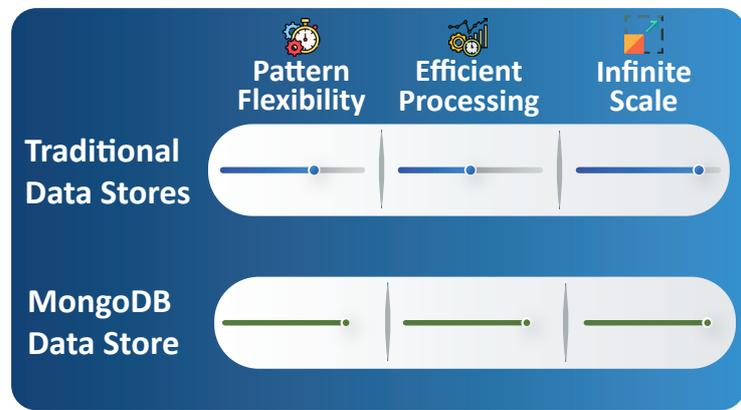 Pattern
Flexibility
Efficient
Processing
Infinite
Scale
Traditional
Data Stores
MongoDB
Data Store